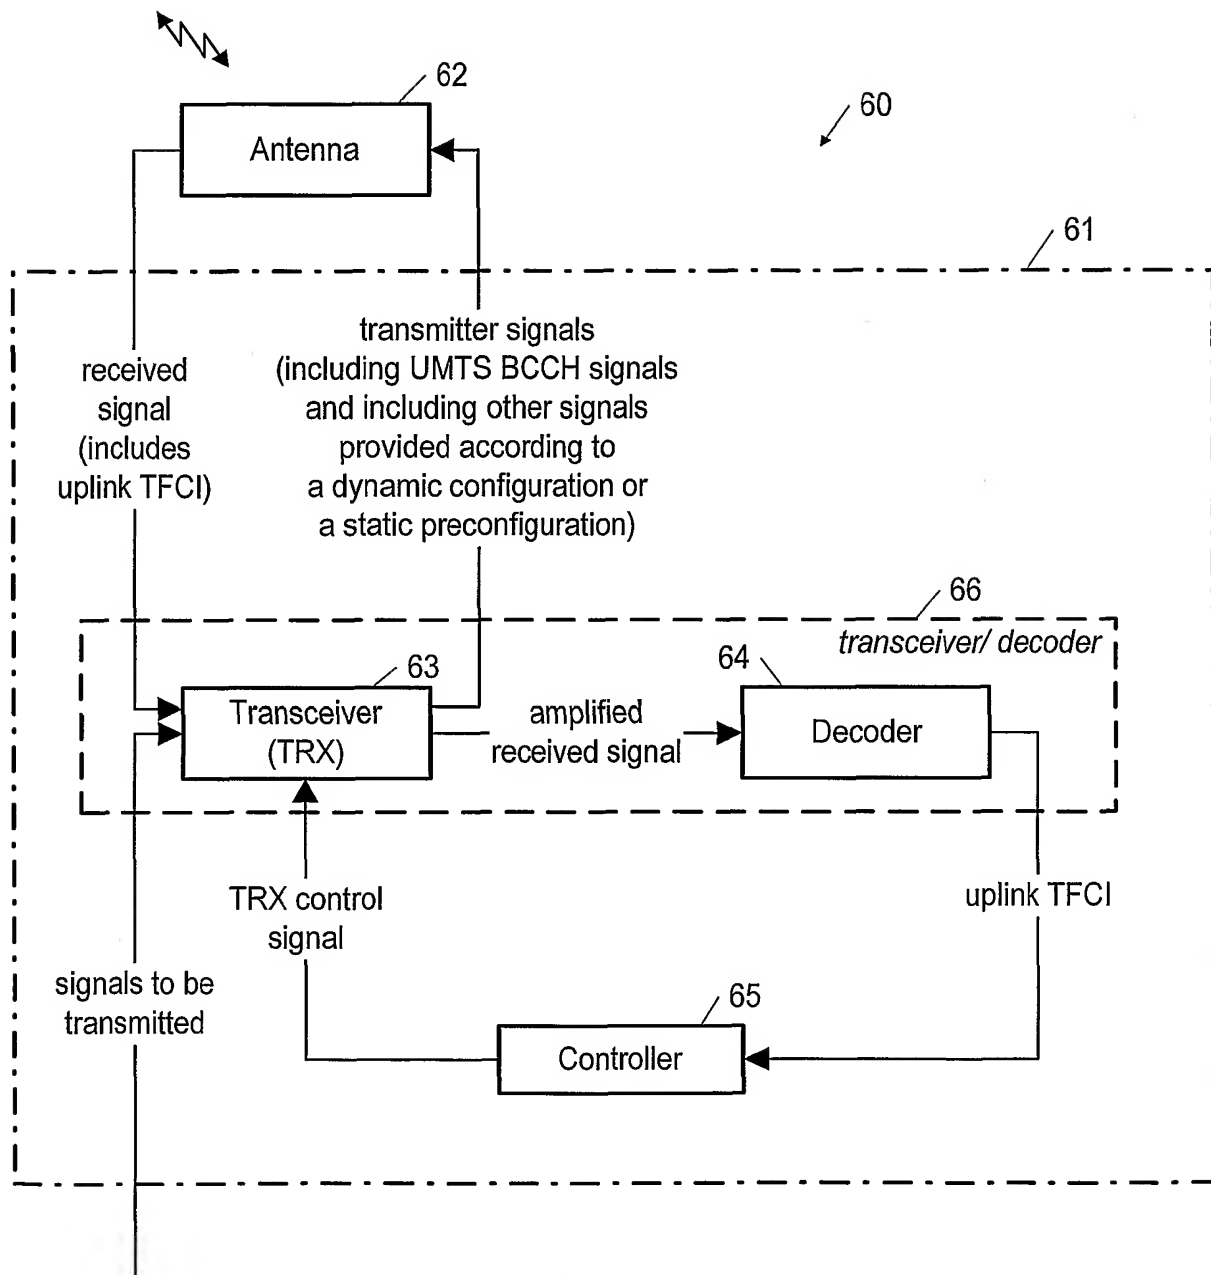 62
60
Antenna
61
transmitter signals
(including UMTS BCCH signals
and including other signals
provided according to
a dynamic configuration or
a static preconfiguration)
received
signal
(includes
uplink TFCI)
66
transceiver/ decoder
63
64
Transceiver
(TRX)
amplified
received signal
Decoder
TRX control
signal
uplink TFCI
signals to be
transmitted
65
Controller